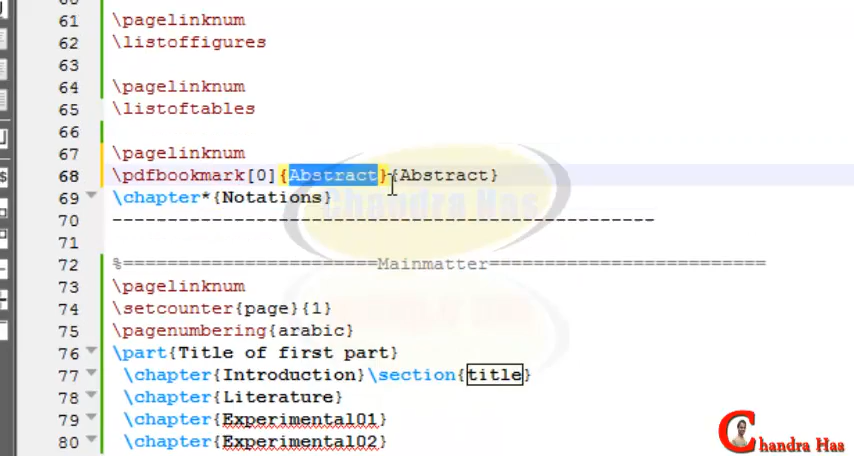 61 \pagelinknum
62 \listoffigures
63
64 \pagelinknum
65 \listoftables
66
67 \pagelinknum
68 \pdfbookmark[0]{Abstract}{Abstract}
69 \chapter*{Notations}
70 -------------------------------------------------------
71
72 %=======================Mainmatter=========================
73 \pagelinknum
74 \setcounter{page}{1}
75 \pagenumbering{arabic}
76 \part{Title of first part}
77 \chapter{Introduction}\section{title}
78 \chapter{Literature}
79 \chapter{Experimental01}
80 \chapter{Experimental02}
Chandra Has
Chandra Has